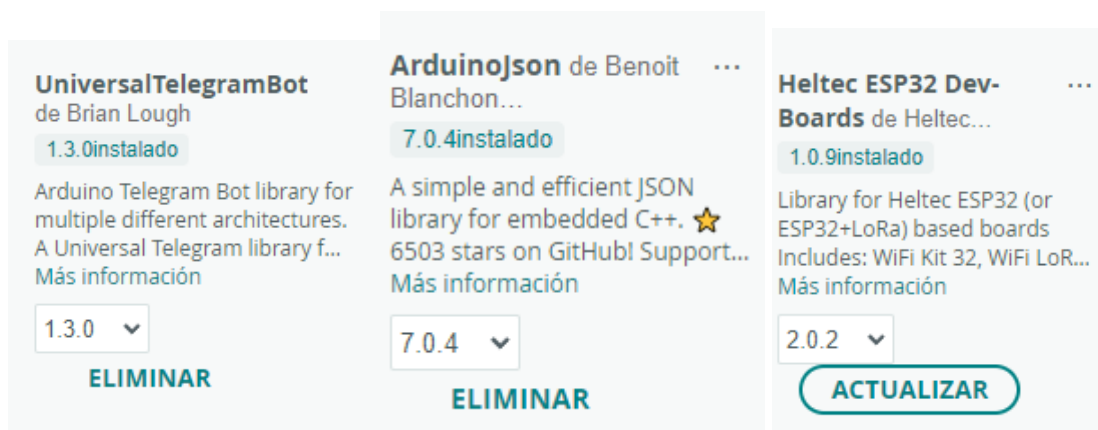 UniversalTelegramBot
de Brian Lough
1.3.0instalado
Arduino Telegram Bot library for
multiple different architectures.
A Universal Telegram library f...
Más información
1.3.0
ELIMINAR
ArduinoJson de Benoit ...
Blanchon...
7.0.4instalado
A simple and efficient JSON
library for embedded C++. ⭐
6503 stars on GitHub! Support...
Más información
7.0.4
ELIMINAR
Heltec ESP32 Dev- ...
Boards de Heltec...
1.0.9instalado
Library for Heltec ESP32 (or
ESP32+LoRa) based boards
Includes: WiFi Kit 32, WiFi LoR...
Más información
2.0.2
ACTUALIZAR